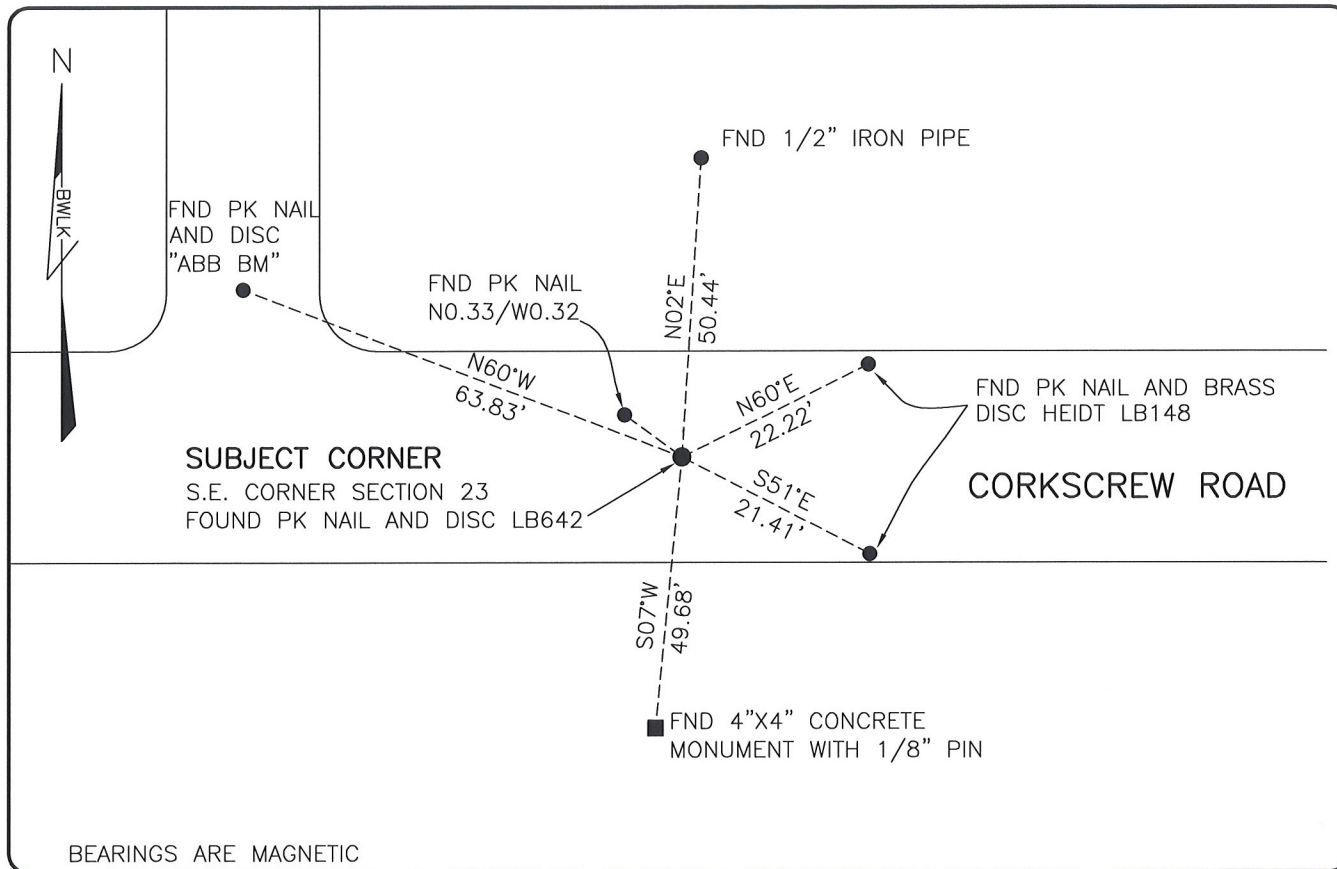 N
BWLK
FND PK NAIL
AND DISC
"ABB BM"
FND 1/2" IRON PIPE
FND PK NAIL
N0.33/W0.32
N02°E
50.44'
N60°W
63.83'
N60°E
22.22'
FND PK NAIL AND BRASS
DISC HEIDT LB148
SUBJECT CORNER
S.E. CORNER SECTION 23
FOUND PK NAIL AND DISC LB642
S51°E
21.41'
CORKSCREW ROAD
S07°W
49.68'
FND 4"X4" CONCRETE
MONUMENT WITH 1/8" PIN
BEARINGS ARE MAGNETIC